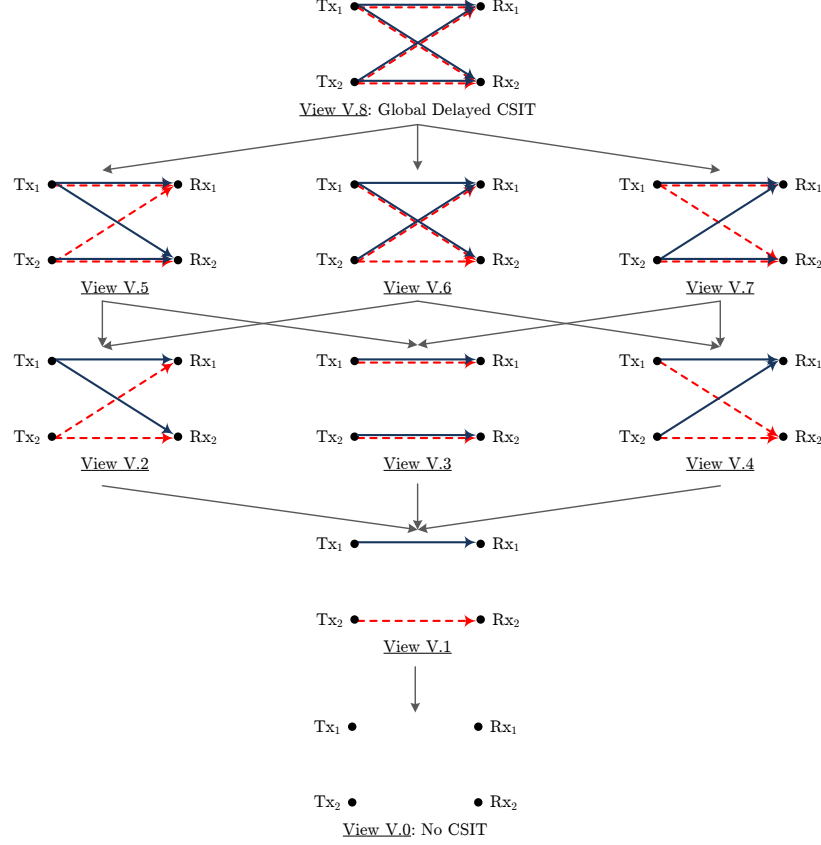 Tx1 Rx1
Tx2 Rx2
View V.8: Global Delayed CSIT
Tx1 Rx1 Tx1 Rx1 Tx1 Rx1
Tx2 Rx2 Tx2 Rx2 Tx2 Rx2
View V.5 View V.6 View V.7
Tx1 Rx1 Tx1 Rx1 Tx1 Rx1
Tx2 Rx2 Tx2 Rx2 Tx2 Rx2
View V.2 View V.3 View V.4
Tx1 Rx1
Tx2 Rx2
View V.1
Tx1 Rx1
Tx2 Rx2
View V.0: No CSIT